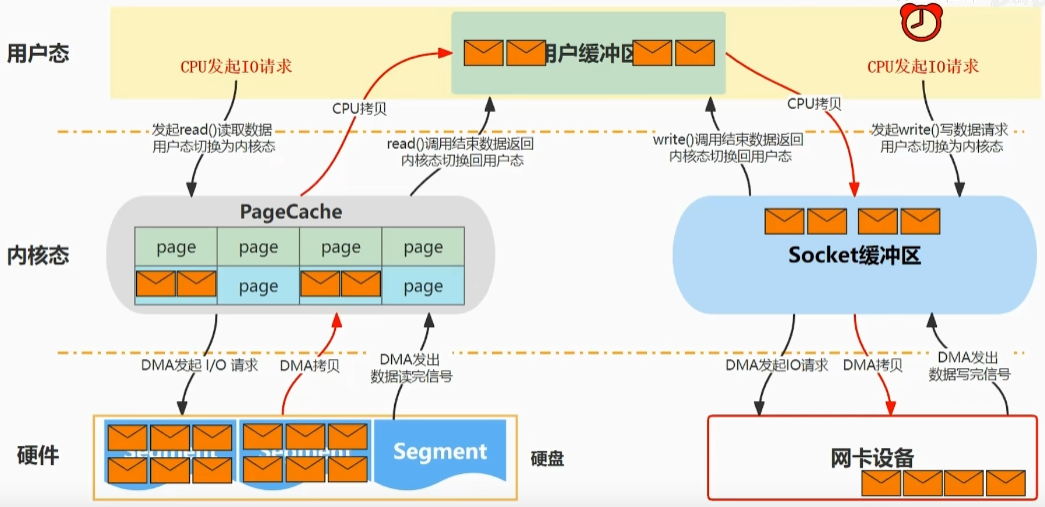 用户态
CPU发起IO请求
用户缓冲区
CPU发起IO请求
CPU拷贝
CPU拷贝
发起read()读取数据
用户态切换为内核态
read()调用结束数据返回
内核态切换回用户态
write()调用结束数据返回
内核态切换回用户态
发起write()写数据请求
用户态切换为内核态
内核态
PageCache
page
page
page
page
page
page
Socket缓冲区
DMA发起 I/O 请求
DMA拷贝
DMA发出
数据读完信号
DMA发起IO请求
DMA拷贝
DMA发出
数据写完信号
硬件
Segment
硬盘
网卡设备